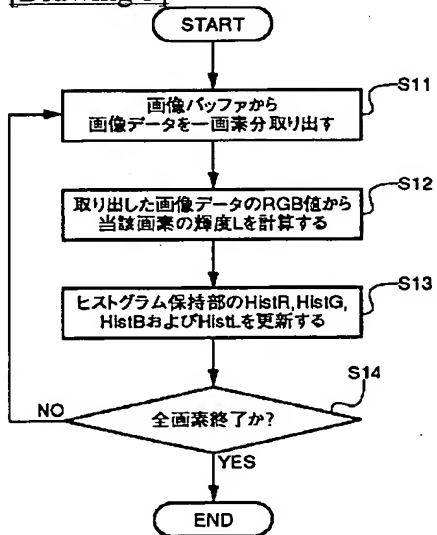 START
画像バッファから
画像データを一画素分取り出す
S11
取り出した画像データのRGB値から
当該画素の輝度Lを計算する
S12
ヒストグラム保持部のHistR,HistG,
HistBおよびHistLを更新する
S13
全画素終了か?
S14
NO
YES
END